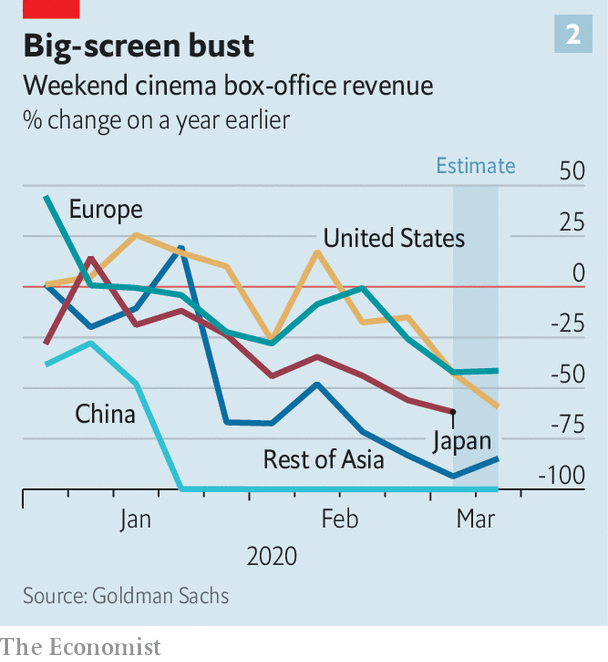 Big-screen bust
2
Weekend cinema box-office revenue
% change on a year earlier
Estimate
50
Europe
25
United States
0
-25
-50
China
-75
Japan
Rest of Asia
-100
Jan
Feb
Mar
2020
Source: Goldman Sachs
The Economist